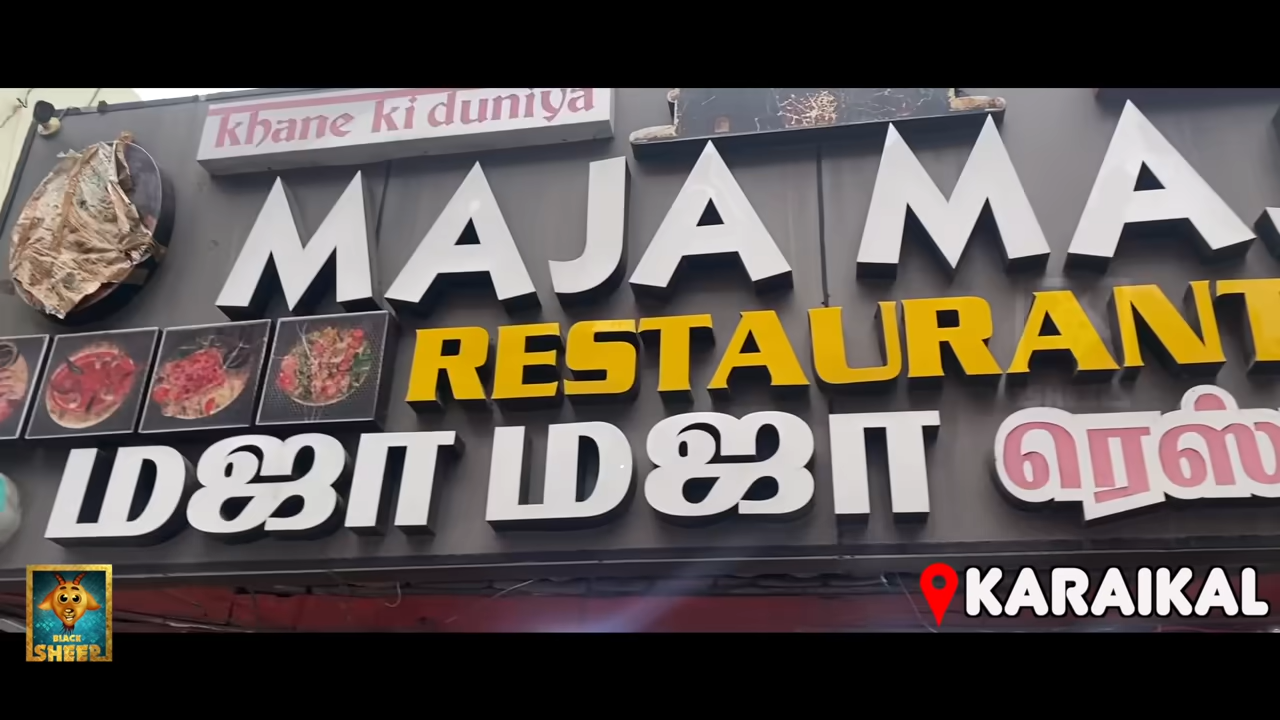 khane ki duniya
MAJA MA
RESTAURANT
மஜா மஜா ரெஸ்
KARAIKAL
BLACK
SHEEP